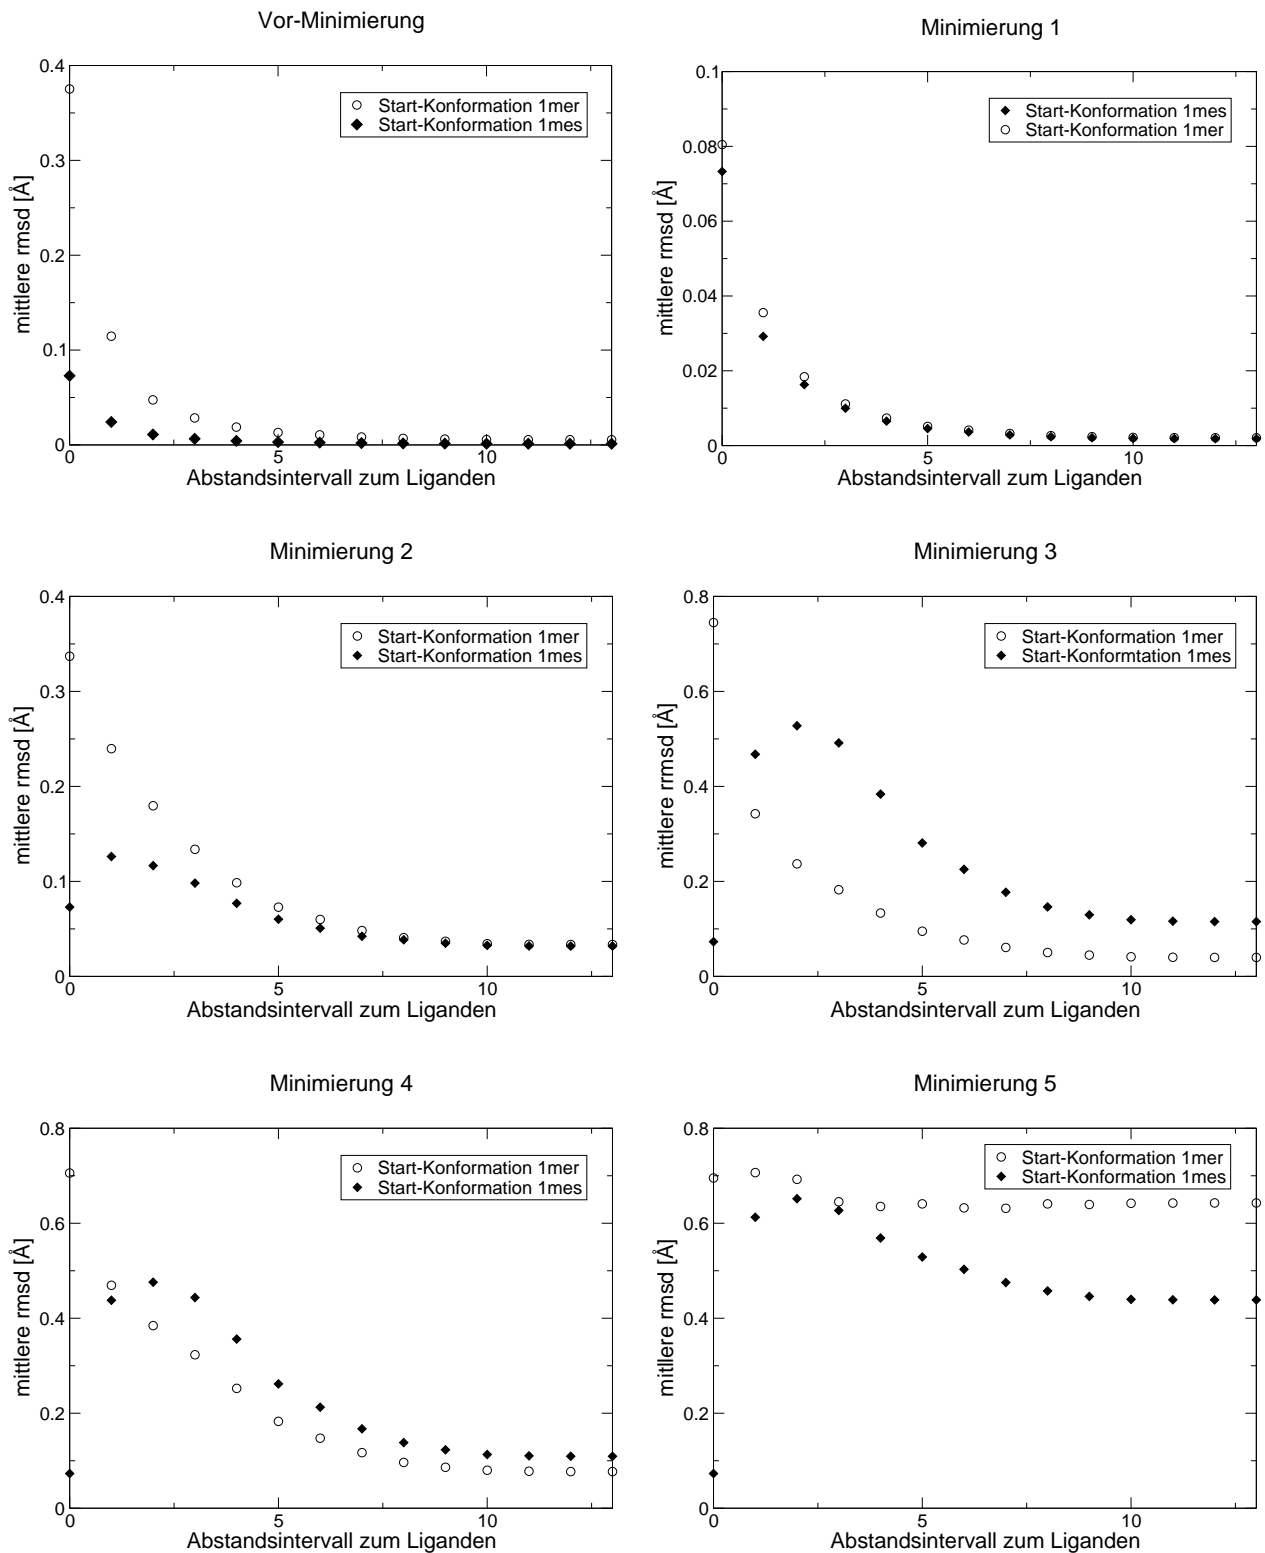 Vor-Minimierung
0.4
0.3
0.2
0.1
0
0
5
10
mittlere rmsd [Å]
Abstandsintervall zum Liganden
Start-Konformation 1mer
Start-Konformation 1mes
Minimierung 1
0.1
0.08
0.06
0.04
0.02
0
0
5
10
mittlere rmsd [Å]
Abstandsintervall zum Liganden
Start-Konformation 1mes
Start-Konformation 1mer
Minimierung 2
0.4
0.3
0.2
0.1
0
0
5
10
mittlere rmsd [Å]
Abstandsintervall zum Liganden
Start-Konformation 1mer
Start-Konformation 1mes
Minimierung 3
0.8
0.6
0.4
0.2
0
0
5
10
mittlere rmsd [Å]
Abstandsintervall zum Liganden
Start-Konformation 1mer
Start-Konformtation 1mes
Minimierung 4
0.8
0.6
0.4
0.2
0
0
5
10
mittlere rmsd [Å]
Abstandsintervall zum Liganden
Start-Konformation 1mer
Start-Konformation 1mes
Minimierung 5
0.8
0.6
0.4
0.2
0
0
5
10
mitllere rmsd [Å]
Abstandsintervall zum Liganden
Start-Konformation 1mer
Start-Konformation 1mes